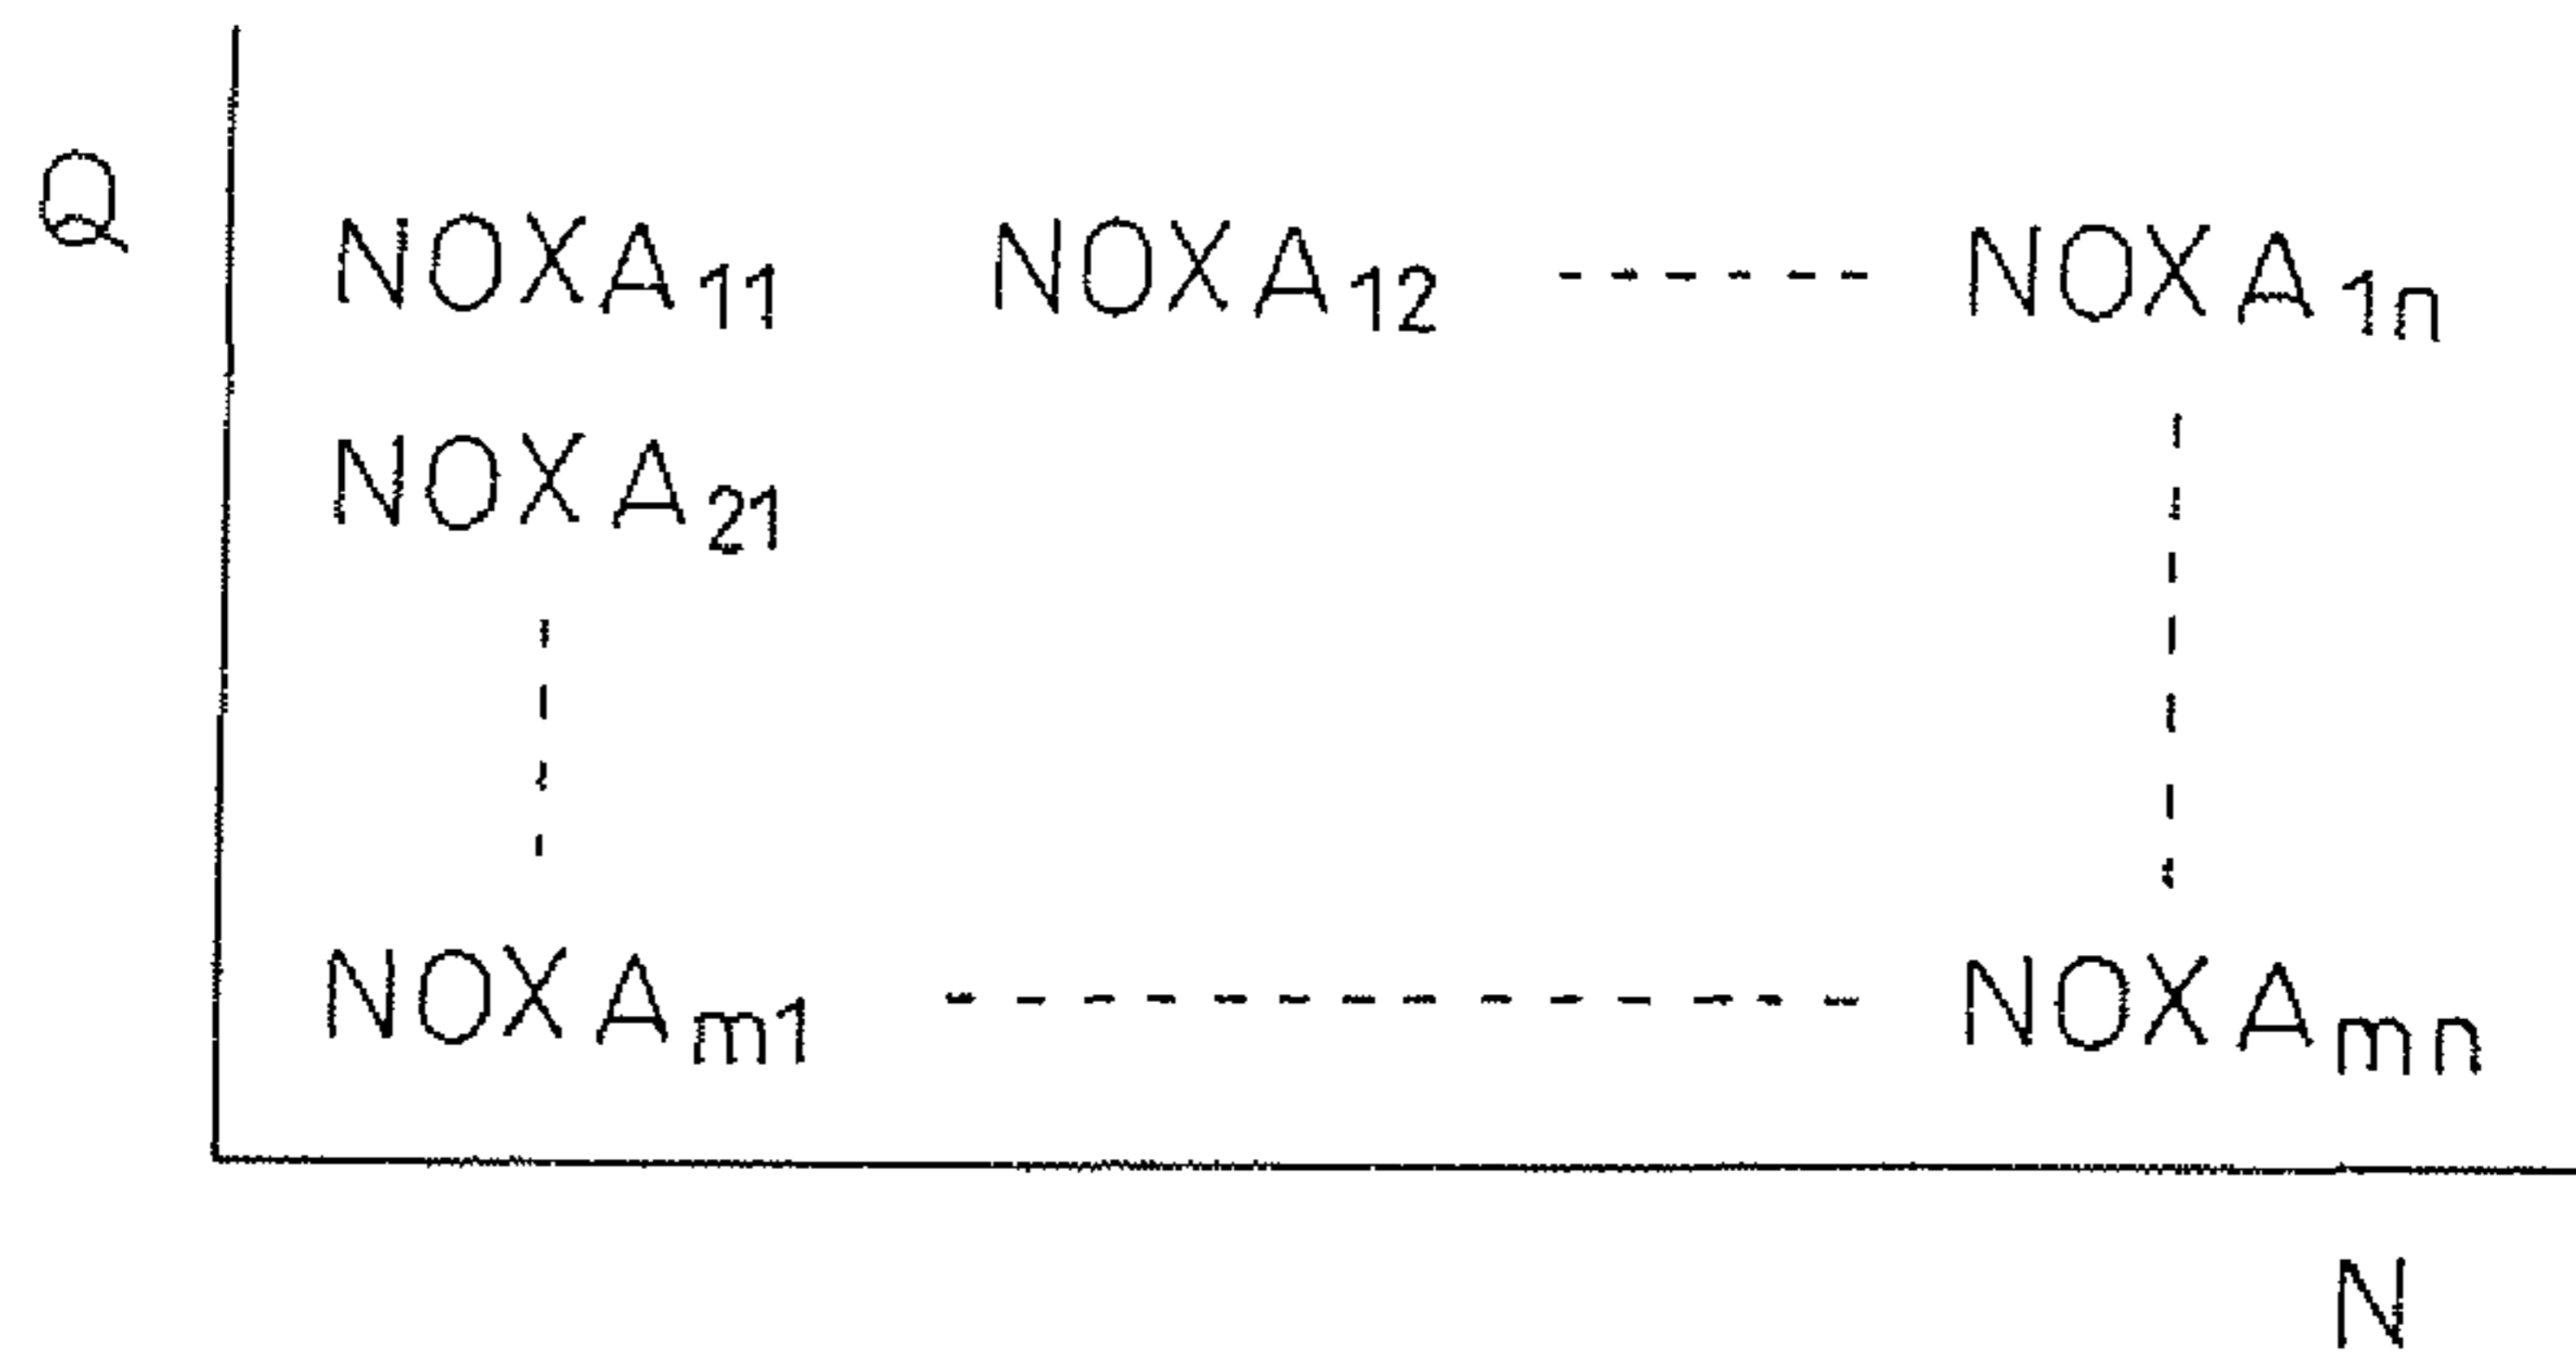 Q
NOXA₁₁ NOXA₁₂ ------ NOXA₁ₙ
NOXA₂₁
NOXAₘ₁ -------------- NOXAₘₙ
N